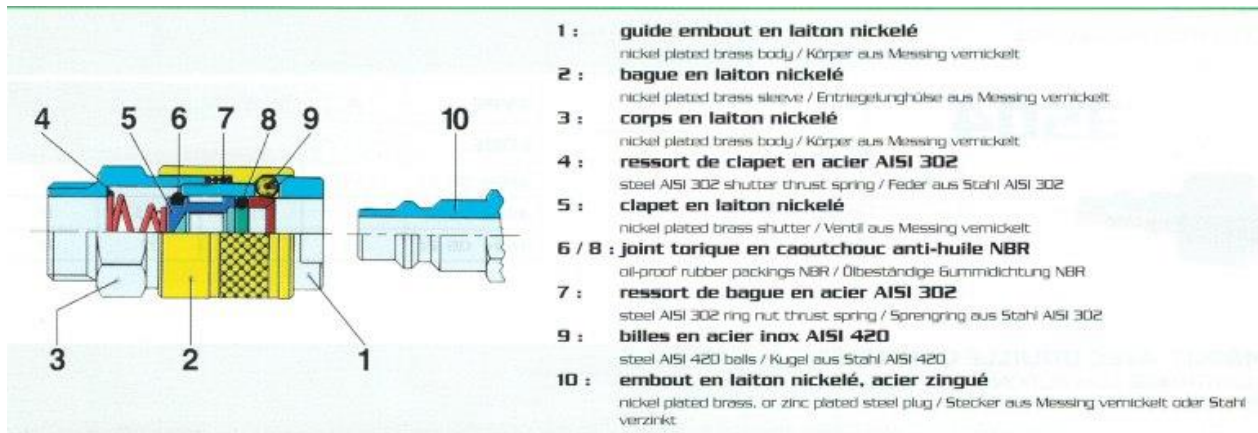 1 : guide embout en laiton nickelé
nickel plated brass body / Körper aus Messing vernickelt
2 : bague en laiton nickelé
nickel plated brass sleeve / Entriegelunghülse aus Messing vernickelt
3 : corps en laiton nickelé
nickel plated brass body / Körper aus Messing vernickelt
4 : ressort de clapet en acier AISI 302
steel AISI 302 shutter thrust spring / Feder aus Stahl AISI 302
5 : clapet en laiton nickelé
nickel plated brass shutter / Ventil aus Messing vernickelt
6 / 8 : joint torique en caoutchouc anti-huile NBR
oil-proof rubber packings NBR / Ölbeständige Gummidichtung NBR
7 : ressort de bague en acier AISI 302
steel AISI 302 ring nut thrust spring / Sprengring aus Stahl AISI 302
9 : billes en acier inox AISI 420
steel AISI 420 balls / Kugel aus Stahl AISI 420
10 : embout en laiton nickelé, acier zingué
nickel plated brass, or zinc plated steel plug / Stecker aus Messing vernickelt oder Stahl
verzinkt
4 5 6 7 8 9 10
3 2 1